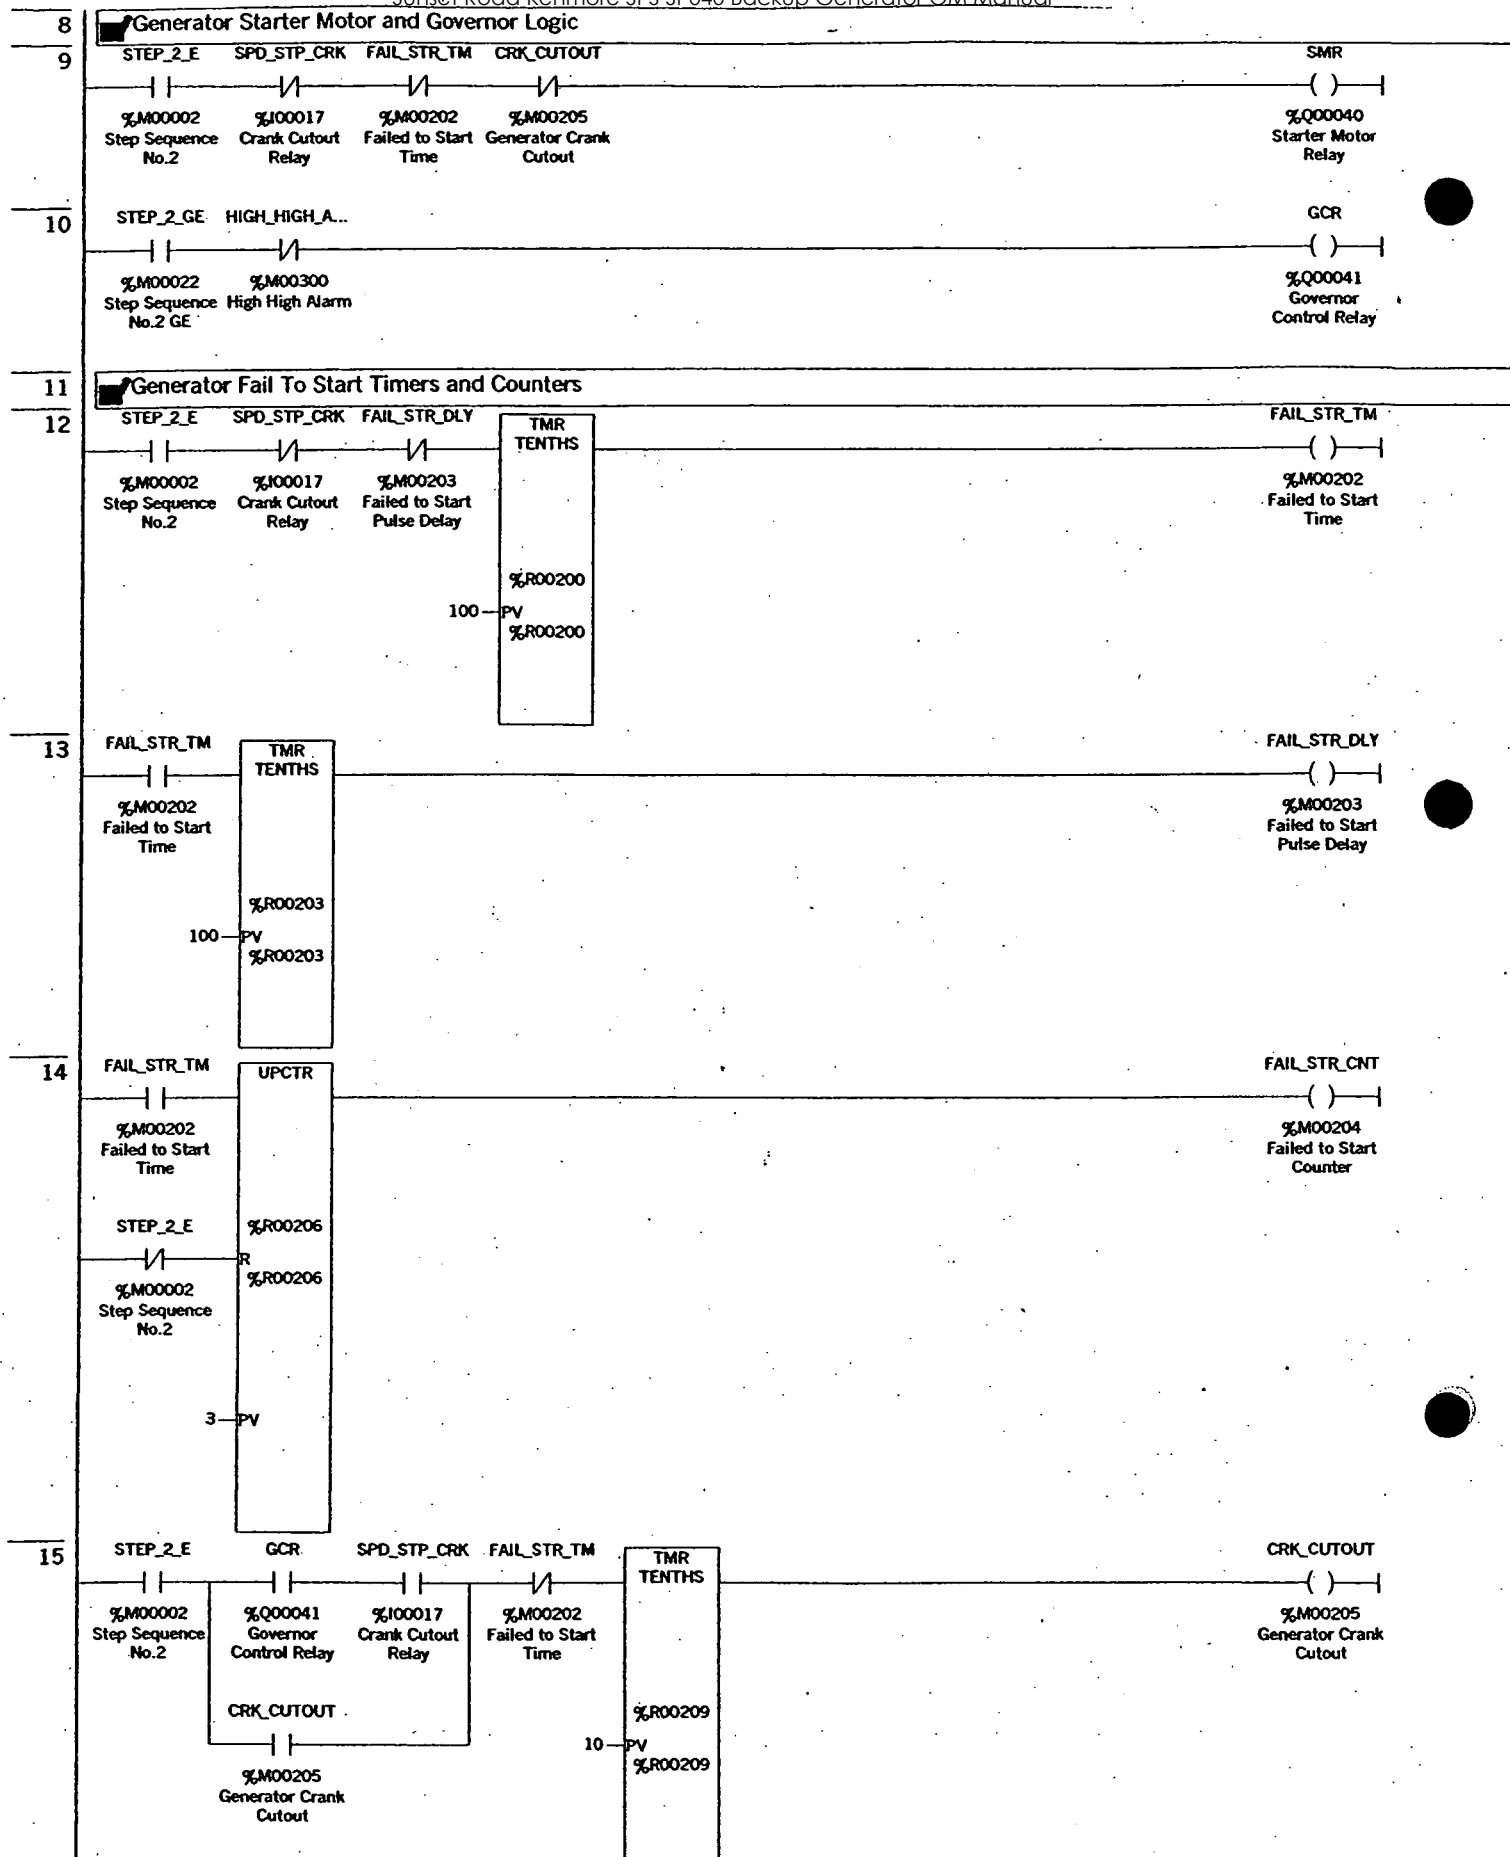 Sunset Road Kenmore SPS SP046 Backup Generator OM Manual
8 Generator Starter Motor and Governor Logic
9 STEP_2_E SPD_STP_CRK FAIL_STR_TM CRK_CUTOUT SMR
%M00002 %I00017 %M00202 %M00205 %Q00040
Step Sequence Crank Cutout Failed to Start Generator Crank Starter Motor
No.2 Relay Time Cutout Relay
10 STEP_2_GE HIGH_HIGH_A... GCR
%M00022 %M00300 %Q00041
Step Sequence High High Alarm Governor
No.2 GE Control Relay
11 Generator Fail To Start Timers and Counters
12 STEP_2_E SPD_STP_CRK FAIL_STR_DLY TMR FAIL_STR_TM
TENTHS
%M00002 %I00017 %M00203 %M00202
Step Sequence Crank Cutout Failed to Start Failed to Start
No.2 Relay Pulse Delay Time
%R00200
100 PV
%R00200
13 FAIL_STR_TM TMR FAIL_STR_DLY
TENTHS
%M00202 %M00203
Failed to Start Failed to Start
Time Pulse Delay
%R00203
100 PV
%R00203
14 FAIL_STR_TM UPCTR FAIL_STR_CNT
%M00202 %M00204
Failed to Start Failed to Start
Time Counter
STEP_2_E %R00206
R
%M00002 %R00206
Step Sequence
No.2
3 PV
15 STEP_2_E GCR SPD_STP_CRK FAIL_STR_TM TMR CRK_CUTOUT
TENTHS
%M00002 %Q00041 %I00017 %M00202 %M00205
Step Sequence Governor Crank Cutout Failed to Start Generator Crank
No.2 Control Relay Relay Time Cutout
CRK_CUTOUT %R00209
10 PV
%M00205 %R00209
Generator Crank
Cutout